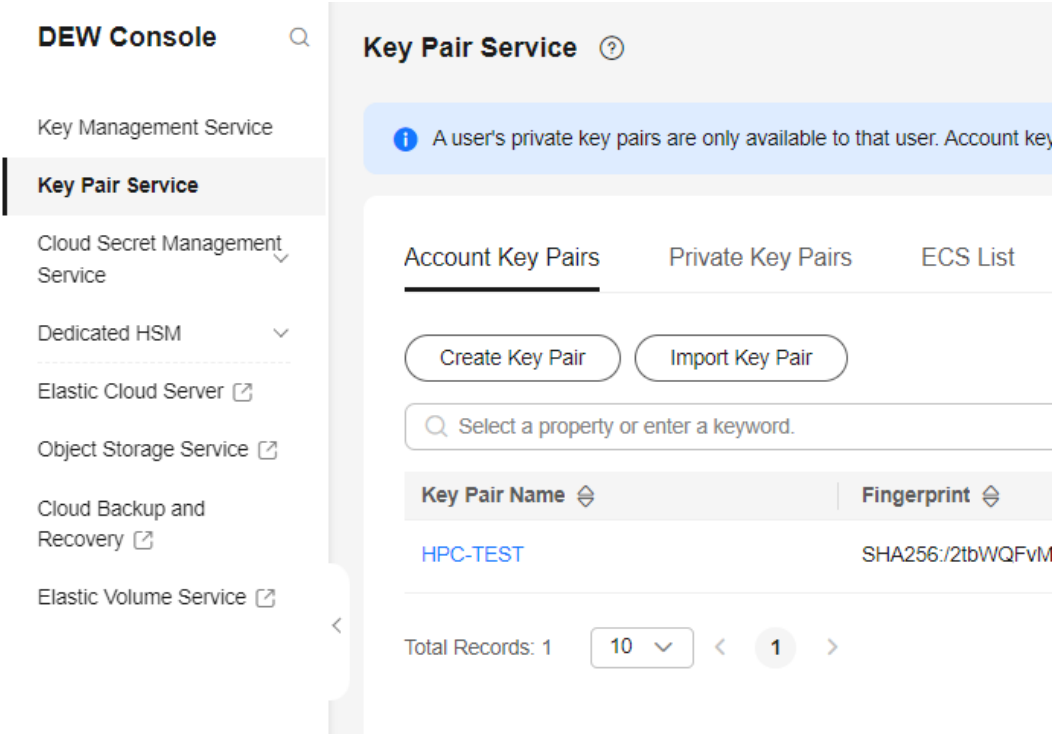 DEW Console
Key Management Service
Key Pair Service
Cloud Secret Management
Service
Dedicated HSM
Elastic Cloud Server
Object Storage Service
Cloud Backup and
Recovery
Elastic Volume Service
Key Pair Service
A user's private key pairs are only available to that user. Account key
Account Key Pairs Private Key Pairs ECS List
Create Key Pair Import Key Pair
Select a property or enter a keyword.
Key Pair Name Fingerprint
HPC-TEST SHA256:/2tbWQFvM
Total Records: 1 10 1